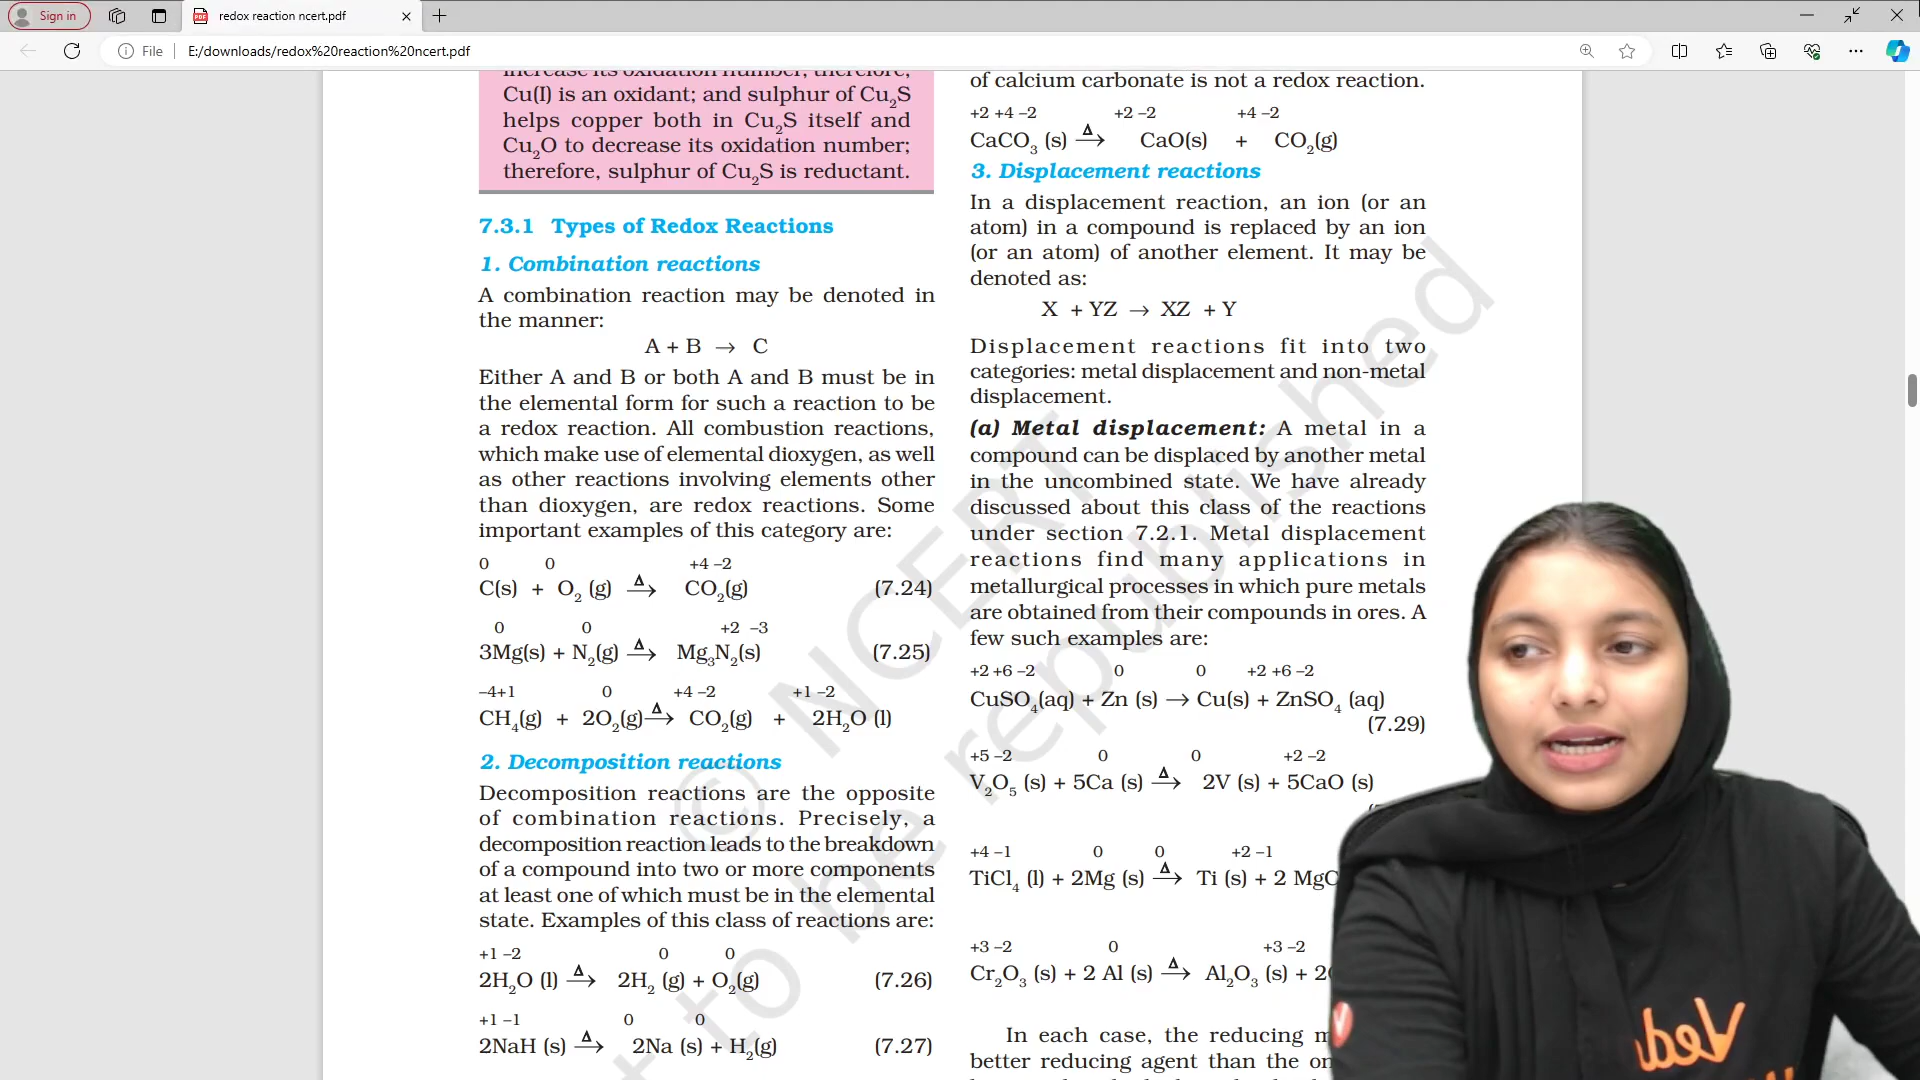 Sign in
redox reaction ncert.pdf
File
E:/downloads/redox%20reaction%20ncert.pdf
increase its oxidation number; therefore,
Cu(I) is an oxidant; and sulphur of Cu₂S
helps copper both in Cu₂S itself and
Cu₂O to decrease its oxidation number;
therefore, sulphur of Cu₂S is reductant.
7.3.1 Types of Redox Reactions
1. Combination reactions
A combination reaction may be denoted in
the manner:
A + B → C
Either A and B or both A and B must be in
the elemental form for such a reaction to be
a redox reaction. All combustion reactions,
which make use of elemental dioxygen, as well
as other reactions involving elements other
than dioxygen, are redox reactions. Some
important examples of this category are:
0 0 +4 –2
C(s) + O₂ (g) Δ→ CO₂(g) (7.24)
0 0 +2 –3
3Mg(s) + N₂(g) Δ→ Mg₃N₂(s) (7.25)
–4+1 0 +4 –2 +1 –2
CH₄(g) + 2O₂(g) Δ→ CO₂(g) + 2H₂O (l)
2. Decomposition reactions
Decomposition reactions are the opposite
of combination reactions. Precisely, a
decomposition reaction leads to the breakdown
of a compound into two or more components
at least one of which must be in the elemental
state. Examples of this class of reactions are:
+1 –2 0 0
2H₂O (l) Δ→ 2H₂ (g) + O₂(g) (7.26)
+1 –1 0 0
2NaH (s) Δ→ 2Na (s) + H₂(g) (7.27)
of calcium carbonate is not a redox reaction.
+2 +4 –2 +2 –2 +4 –2
CaCO₃ (s) Δ→ CaO(s) + CO₂(g)
3. Displacement reactions
In a displacement reaction, an ion (or an
atom) in a compound is replaced by an ion
(or an atom) of another element. It may be
denoted as:
X + YZ → XZ + Y
Displacement reactions fit into two
categories: metal displacement and non-metal
displacement.
(a) Metal displacement: A metal in a
compound can be displaced by another metal
in the uncombined state. We have already
discussed about this class of the reactions
under section 7.2.1. Metal displacement
reactions find many applications in
metallurgical processes in which pure metals
are obtained from their compounds in ores. A
few such examples are:
+2 +6 –2 0 0 +2 +6 –2
CuSO₄(aq) + Zn (s) → Cu(s) + ZnSO₄ (aq)
(7.29)
+5 –2 0 0 +2 –2
V₂O₅ (s) + 5Ca (s) Δ→ 2V (s) + 5CaO (s)
+4 –1 0 0 +2 –1
TiCl₄ (l) + 2Mg (s) Δ→ Ti (s) + 2 MgC
+3 –2 0 +3 –2
Cr₂O₃ (s) + 2 Al (s) Δ→ Al₂O₃ (s) + 2
In each case, the reducing
better reducing agent than the
© NCERT
to be republished